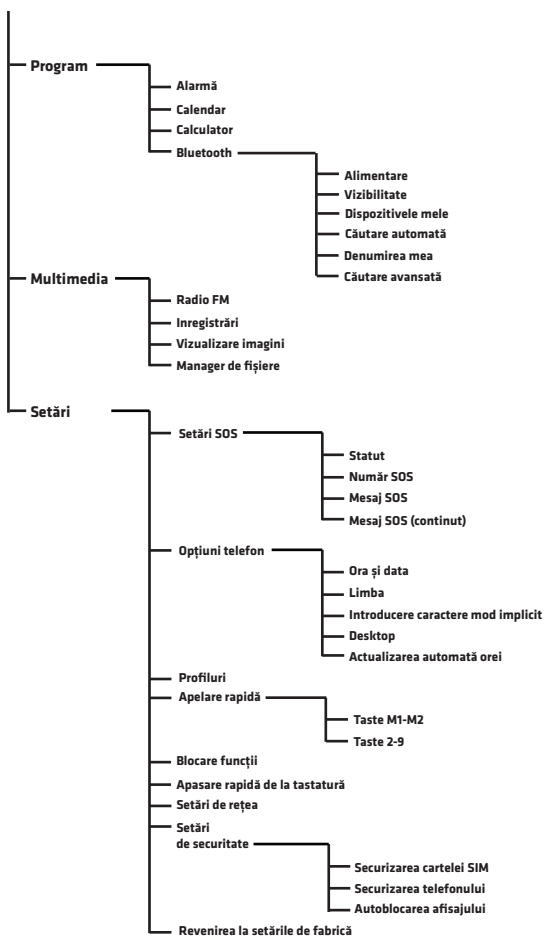 Program
Alarmă
Calendar
Calculator
Bluetooth
Alimentare
Vizibilitate
Dispozitivele mele
Căutare automată
Denumirea mea
Căutare avansată
Multimedia
Radio FM
Inregistrări
Vizualizare imagini
Manager de fișiere
Setări
Setări SOS
Statut
Număr SOS
Mesaj SOS
Mesaj SOS (continut)
Opțiuni telefon
Ora și data
Limba
Introducere caractere mod implicit
Desktop
Actualizarea automată orei
Profiluri
Apelare rapidă
Taste M1-M2
Taste 2-9
Blocare funcții
Apasare rapidă de la tastatură
Setări de rețea
Setări
de securitate
Securizarea cartelei SIM
Securizarea telefonului
Autoblocarea afisajului
Revenirea la setările de fabrică